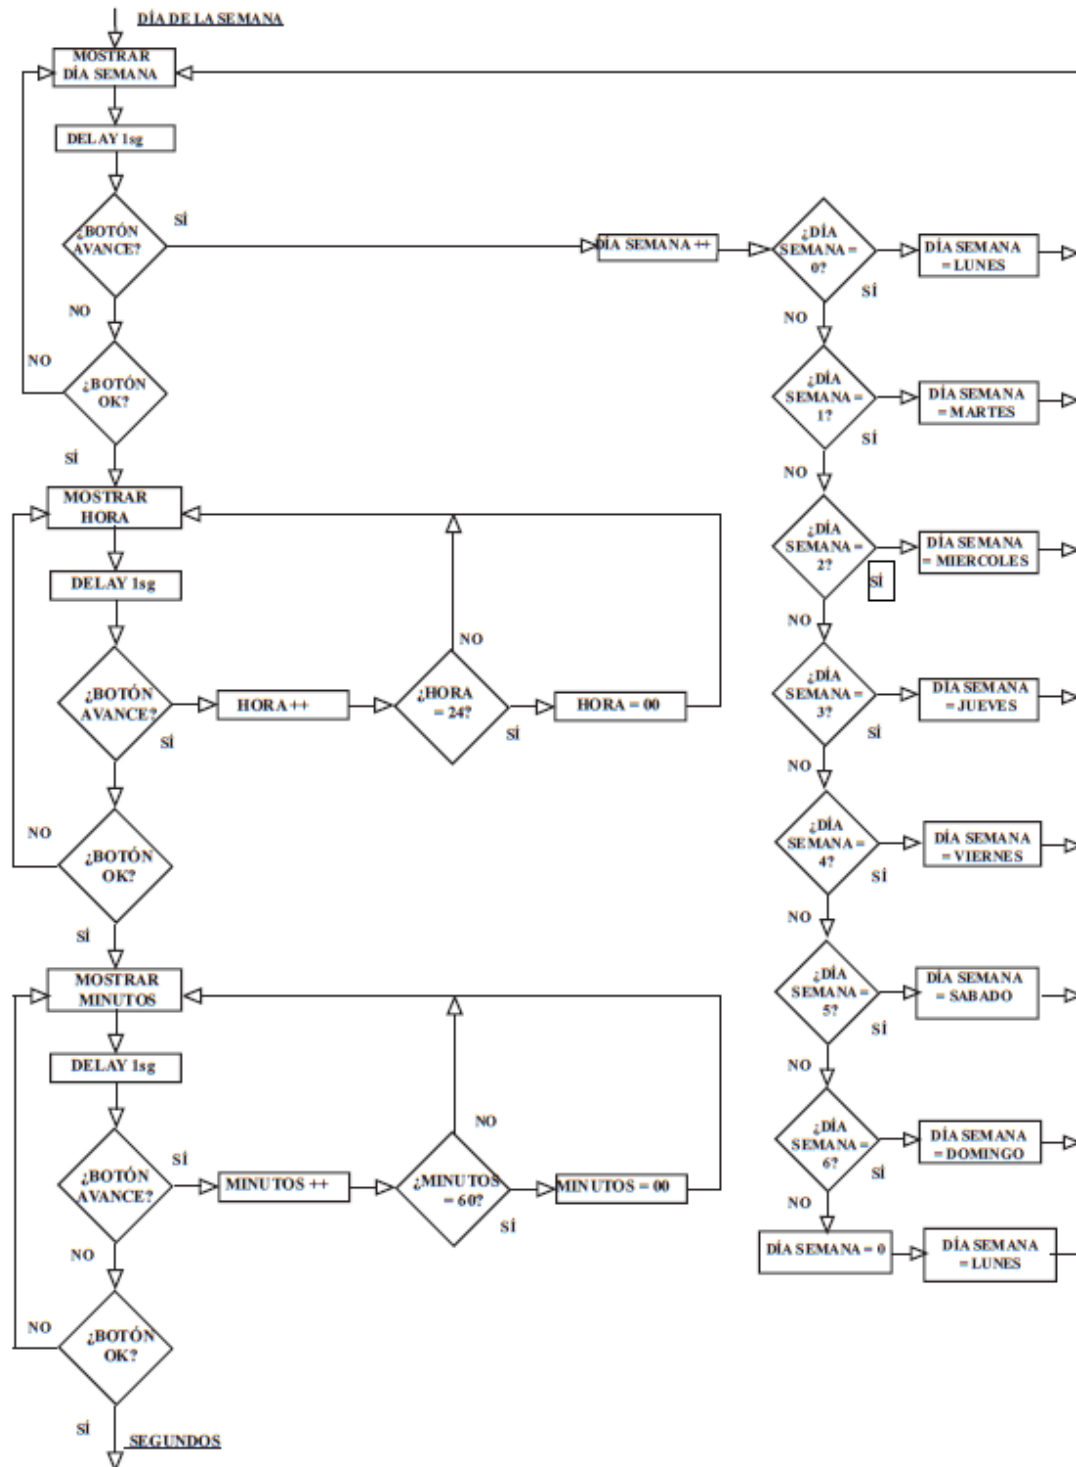 DÍA DE LA SEMANA
MOSTRAR
DÍA SEMANA
DELAY 1sg
¿BOTÓN
AVANCE?
SÍ
NO
¿BOTÓN
OK?
NO
SÍ
DÍA SEMANA ++
¿DÍA
SEMANA =
0?
SÍ
NO
DÍA SEMANA
= LUNES
¿DÍA
SEMANA =
1?
SÍ
NO
DÍA SEMANA
= MARTES
¿DÍA
SEMANA =
2?
SÍ
NO
DÍA SEMANA
= MIERCOLES
¿DÍA
SEMANA =
3?
SÍ
NO
DÍA SEMANA
= JUEVES
¿DÍA
SEMANA =
4?
SÍ
NO
DÍA SEMANA
= VIERNES
¿DÍA
SEMANA =
5?
SÍ
NO
DÍA SEMANA
= SABADO
¿DÍA
SEMANA =
6?
SÍ
NO
DÍA SEMANA
= DOMINGO
DÍA SEMANA = 0
DÍA SEMANA
= LUNES
MOSTRAR
HORA
DELAY 1sg
¿BOTÓN
AVANCE?
SÍ
HORA ++
¿HORA
= 24?
NO
SÍ
HORA = 00
¿BOTÓN
OK?
NO
SÍ
MOSTRAR
MINUTOS
DELAY 1sg
¿BOTÓN
AVANCE?
SÍ
NO
MINUTOS ++
¿MINUTOS
= 60?
NO
SÍ
MINUTOS = 00
¿BOTÓN
OK?
NO
SÍ
SEGUNDOS